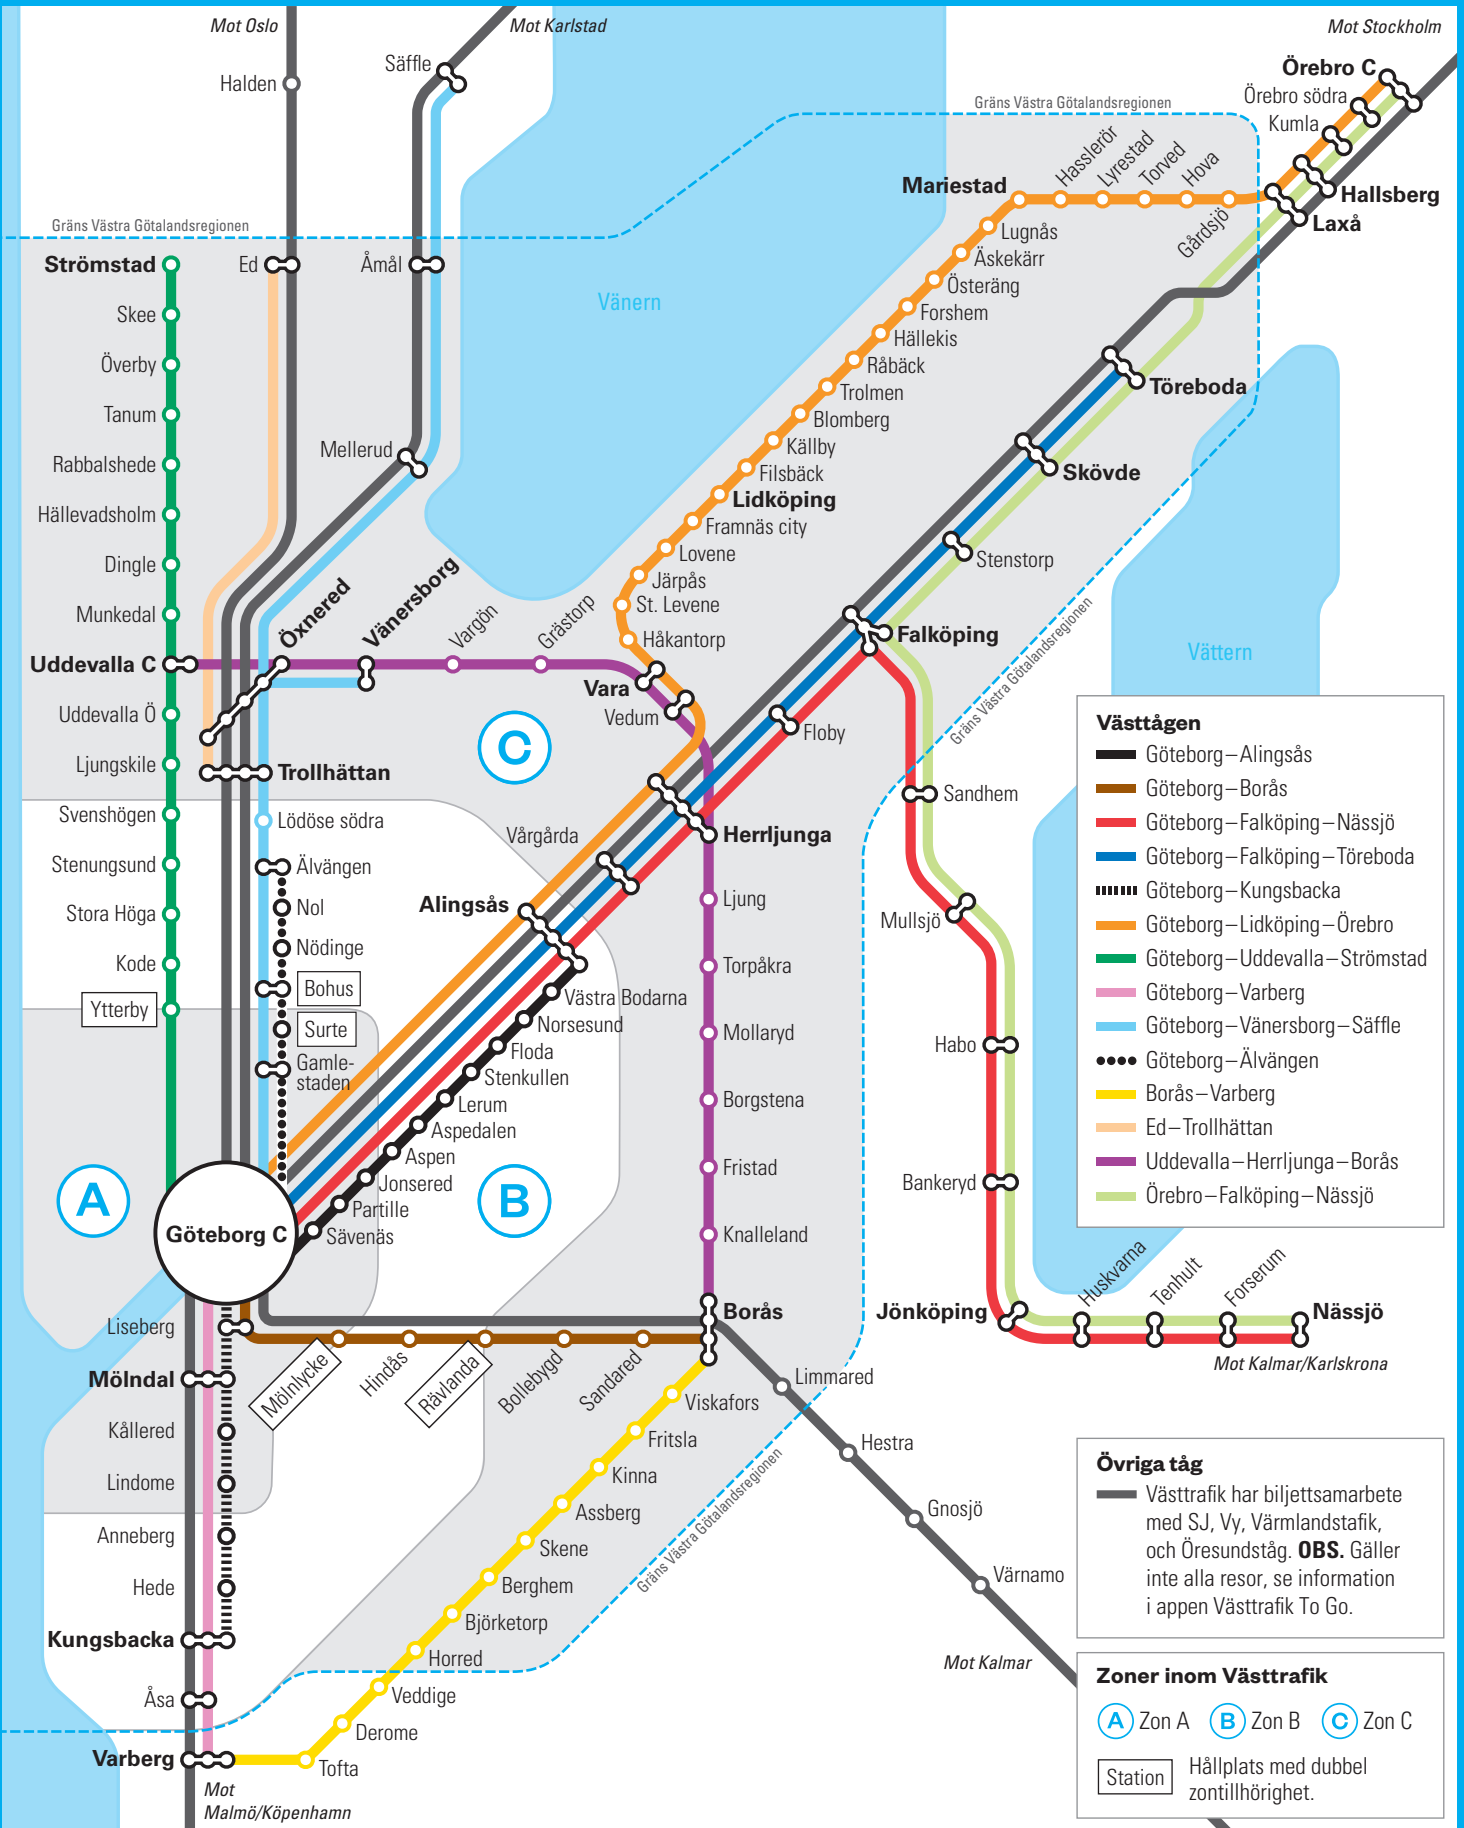 Mot Oslo
Mot Karlstad
Mot Stockholm
Halden
Säffle
Örebro C
Örebro södra
Kumla
Hallsberg
Laxå
Gräns Västra Götalandsregionen
Gräns Västra Götalandsregionen
Mariestad
Hasslerör
Lyrestad
Torved
Hova
Gårdsjö
Lugnås
Äskekärr
Österäng
Forshem
Hällekis
Råbäck
Trolmen
Blomberg
Källby
Filsbäck
Lidköping
Framnäs city
Lovene
Järpås
St. Levene
Håkantorp
Vara
Vedum
Vänern
Vättern
Strömstad
Skee
Överby
Tanum
Rabbalshede
Hällevadsholm
Dingle
Munkedal
Uddevalla C
Uddevalla Ö
Ljungskile
Svenshögen
Stenungsund
Stora Höga
Kode
Ytterby
Ed
Åmål
Mellerud
Öxnered
Vänersborg
Vargön
Grästorp
Trollhättan
Lödöse södra
Älvängen
Nol
Nödinge
Bohus
Surte
Gamle-
staden
Töreboda
Skövde
Stenstorp
Falköping
Gräns Västra Götalandsregionen
Floby
Herrljunga
Vårgårda
Alingsås
Västra Bodarna
Norsesund
Floda
Stenkullen
Lerum
Aspedalen
Aspen
Jonsered
Partille
Sävenäs
A
B
C
Göteborg C
Ljung
Torpåkra
Mollaryd
Borgstena
Fristad
Knalleland
Borås
Sandhem
Mullsjö
Habo
Bankeryd
Jönköping
Huskvarna
Tenhult
Forserum
Nässjö
Mot Kalmar/Karlskrona
Liseberg
Mölndal
Kållered
Lindome
Anneberg
Hede
Kungsbacka
Åsa
Varberg
Mot
Malmö/Köpenhamn
Mölnlycke
Hindås
Rävlanda
Bollebygd
Sandared
Viskafors
Fritsla
Kinna
Assberg
Skene
Berghem
Björketorp
Horred
Veddige
Derome
Tofta
Gräns Västra Götalandsregionen
Limmared
Hestra
Gnosjö
Värnamo
Mot Kalmar
Västtågen
Göteborg–Alingsås
Göteborg–Borås
Göteborg–Falköping–Nässjö
Göteborg–Falköping–Töreboda
Göteborg–Kungsbacka
Göteborg–Lidköping–Örebro
Göteborg–Uddevalla–Strömstad
Göteborg–Varberg
Göteborg–Vänersborg–Säffle
Göteborg–Älvängen
Borås–Varberg
Ed–Trollhättan
Uddevalla–Herrljunga–Borås
Örebro–Falköping–Nässjö
Övriga tåg
Västtrafik har biljettsamarbete
med SJ, Vy, Värmlandstafik,
och Öresundståg. OBS. Gäller
inte alla resor, se information
i appen Västtrafik To Go.
Zoner inom Västtrafik
A Zon A B Zon B C Zon C
Station
Hållplats med dubbel
zontillhörighet.